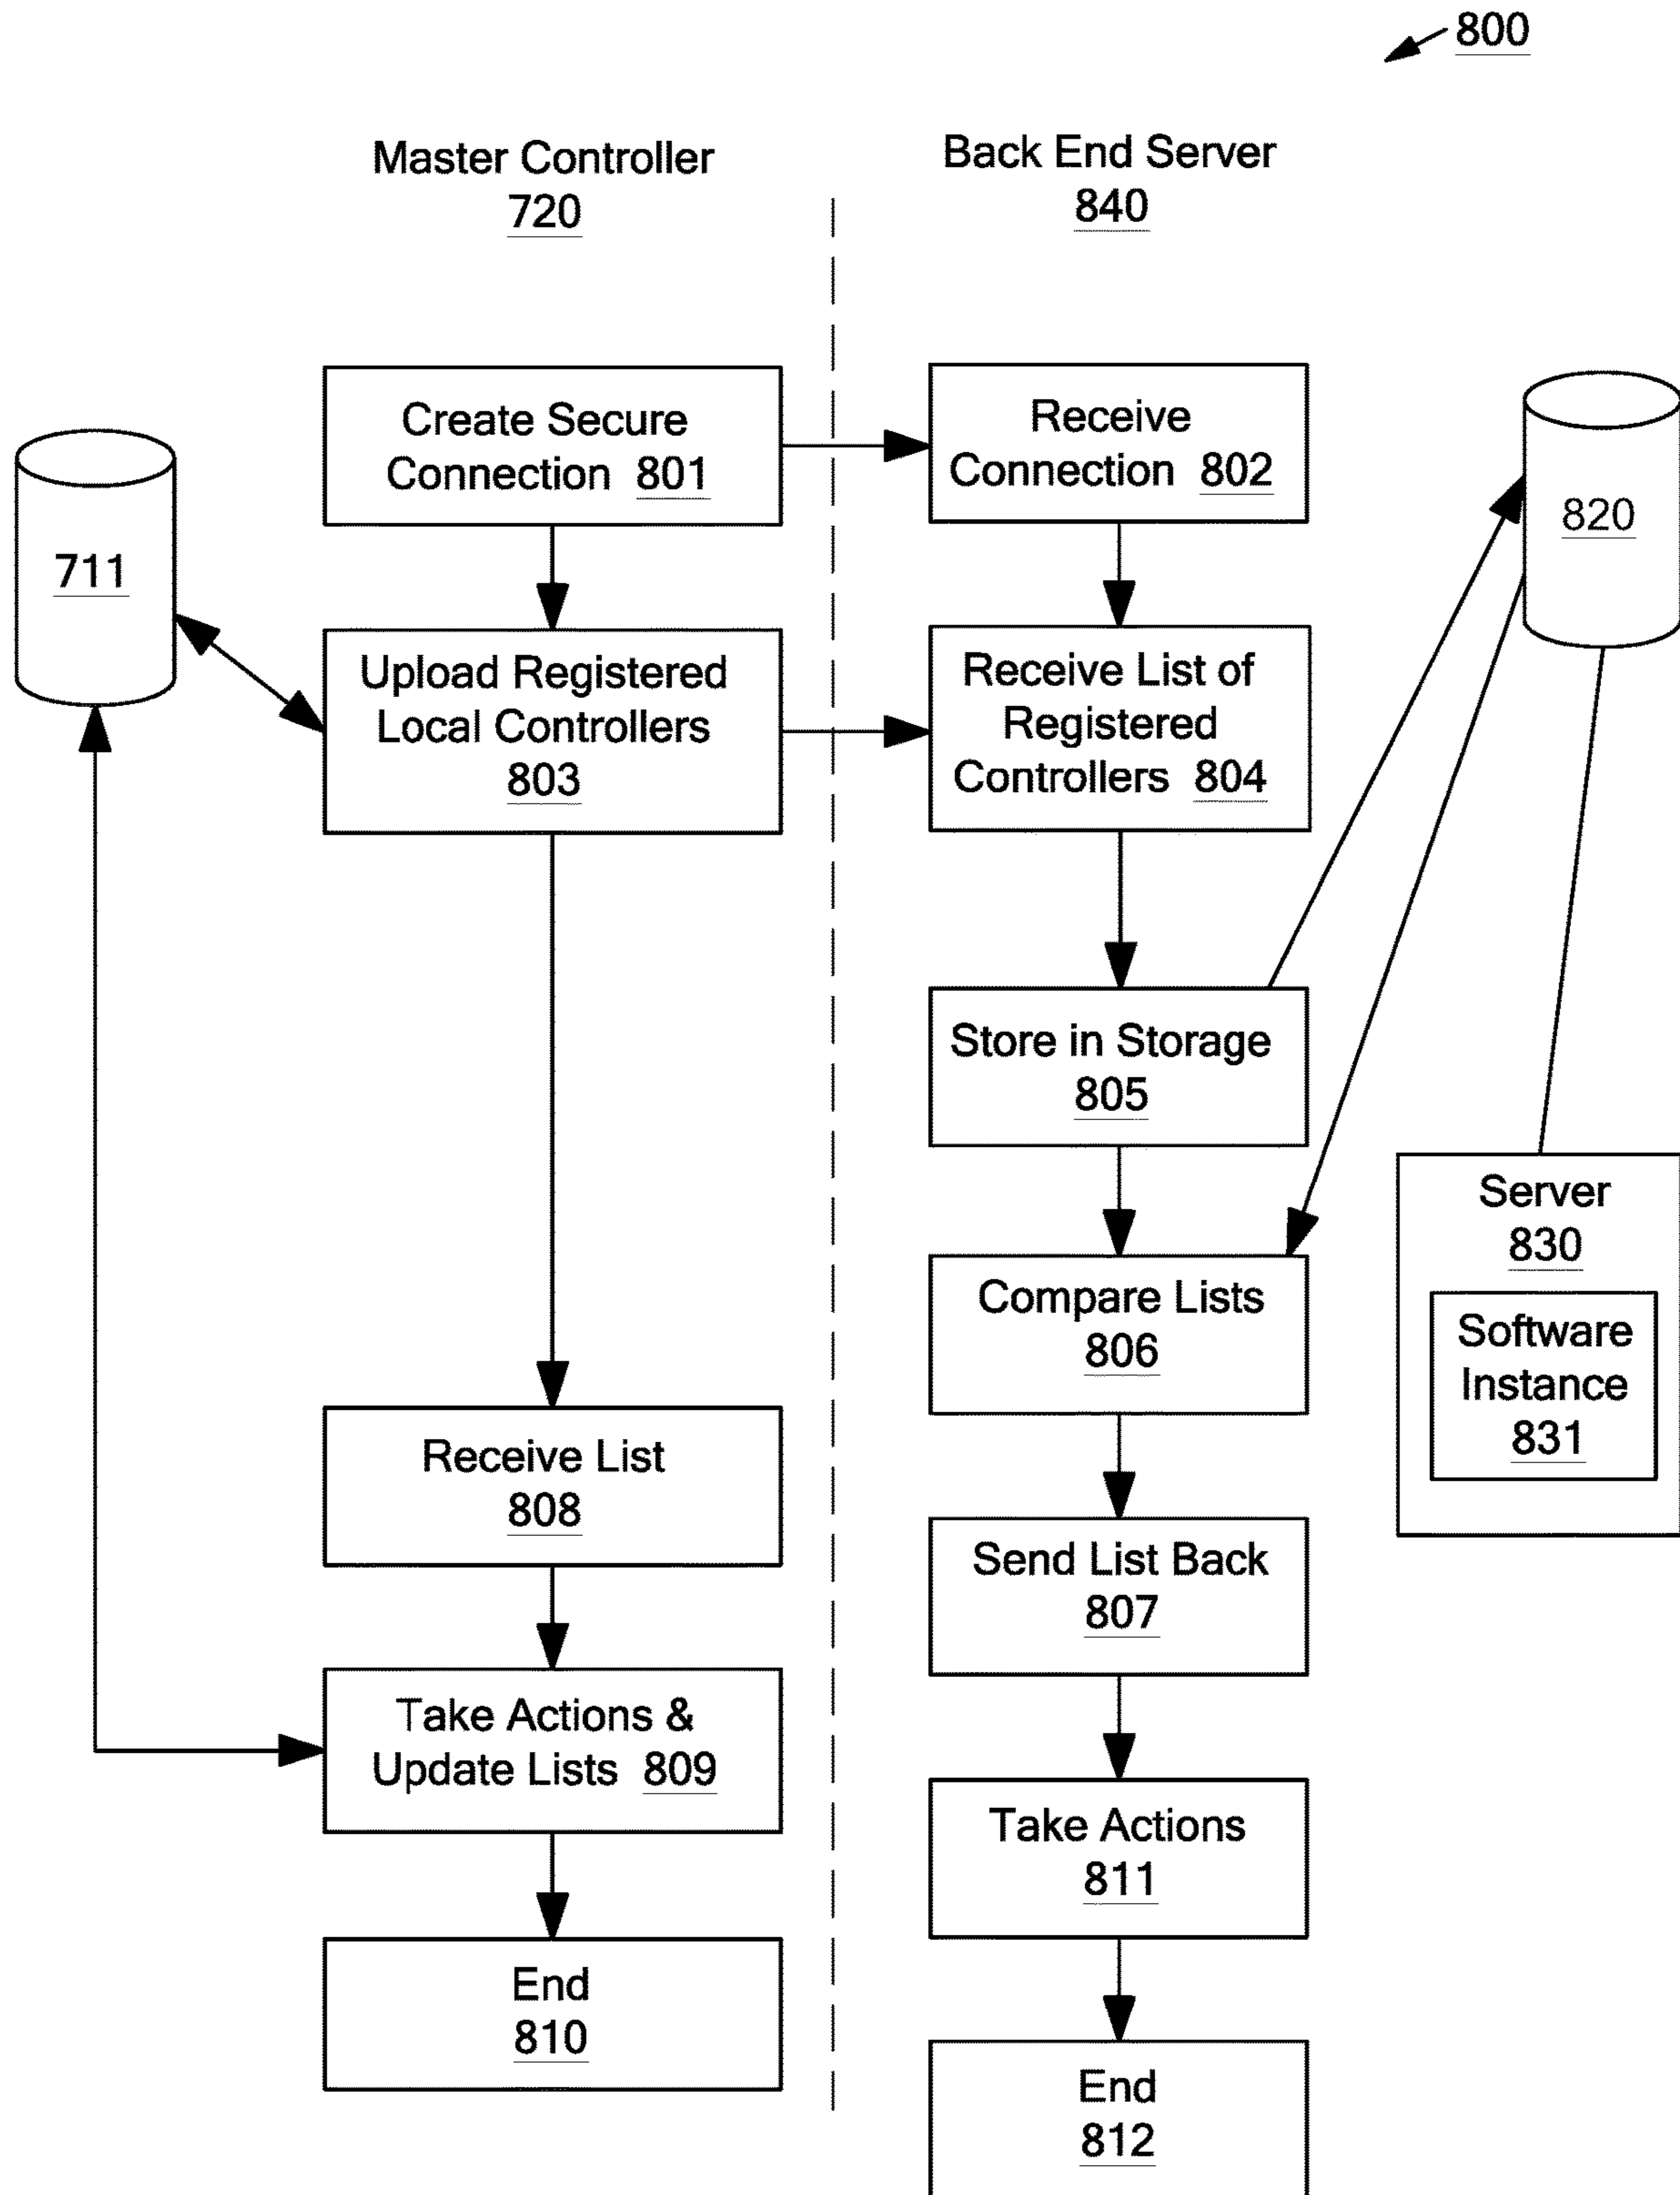 800
Master Controller
720
Back End Server
840
Create Secure
Connection 801
Receive
Connection 802
711
820
Upload Registered
Local Controllers
803
Receive List of
Registered
Controllers 804
Store in Storage
805
Server
830
Software
Instance
831
Compare Lists
806
Receive List
808
Send List Back
807
Take Actions &
Update Lists 809
Take Actions
811
End
810
End
812